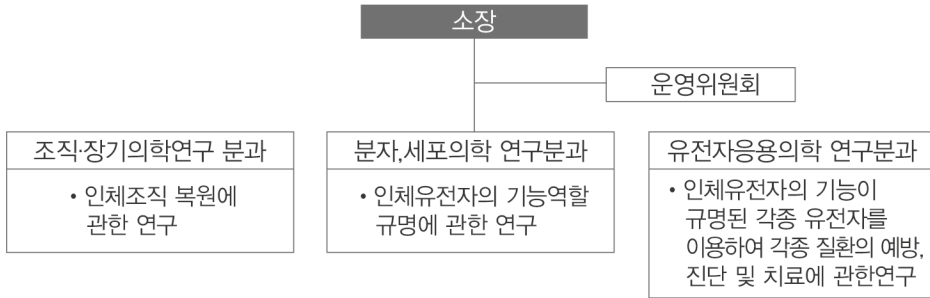 소장
운영위원회
조직·장기의학연구 분과
• 인체조직 복원에
관한 연구
분자,세포의학 연구분과
• 인체유전자의 기능역할
규명에 관한 연구
유전자응용의학 연구분과
• 인체유전자의 기능이
규명된 각종 유전자를
이용하여 각종 질환의 예방,
진단 및 치료에 관한연구